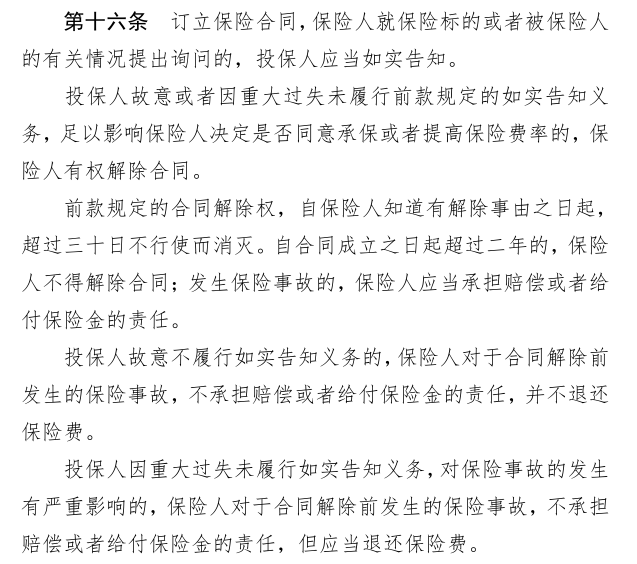 第十六条　订立保险合同，保险人就保险标的或者被保险人
的有关情况提出询问的，投保人应当如实告知。
投保人故意或者因重大过失未履行前款规定的如实告知义
务，足以影响保险人决定是否同意承保或者提高保险费率的，保
险人有权解除合同。
前款规定的合同解除权，自保险人知道有解除事由之日起，
超过三十日不行使而消灭。自合同成立之日起超过二年的，保险
人不得解除合同；发生保险事故的，保险人应当承担赔偿或者给
付保险金的责任。
投保人故意不履行如实告知义务的，保险人对于合同解除前
发生的保险事故，不承担赔偿或者给付保险金的责任，并不退还
保险费。
投保人因重大过失未履行如实告知义务，对保险事故的发生
有严重影响的，保险人对于合同解除前发生的保险事故，不承担
赔偿或者给付保险金的责任，但应当退还保险费。